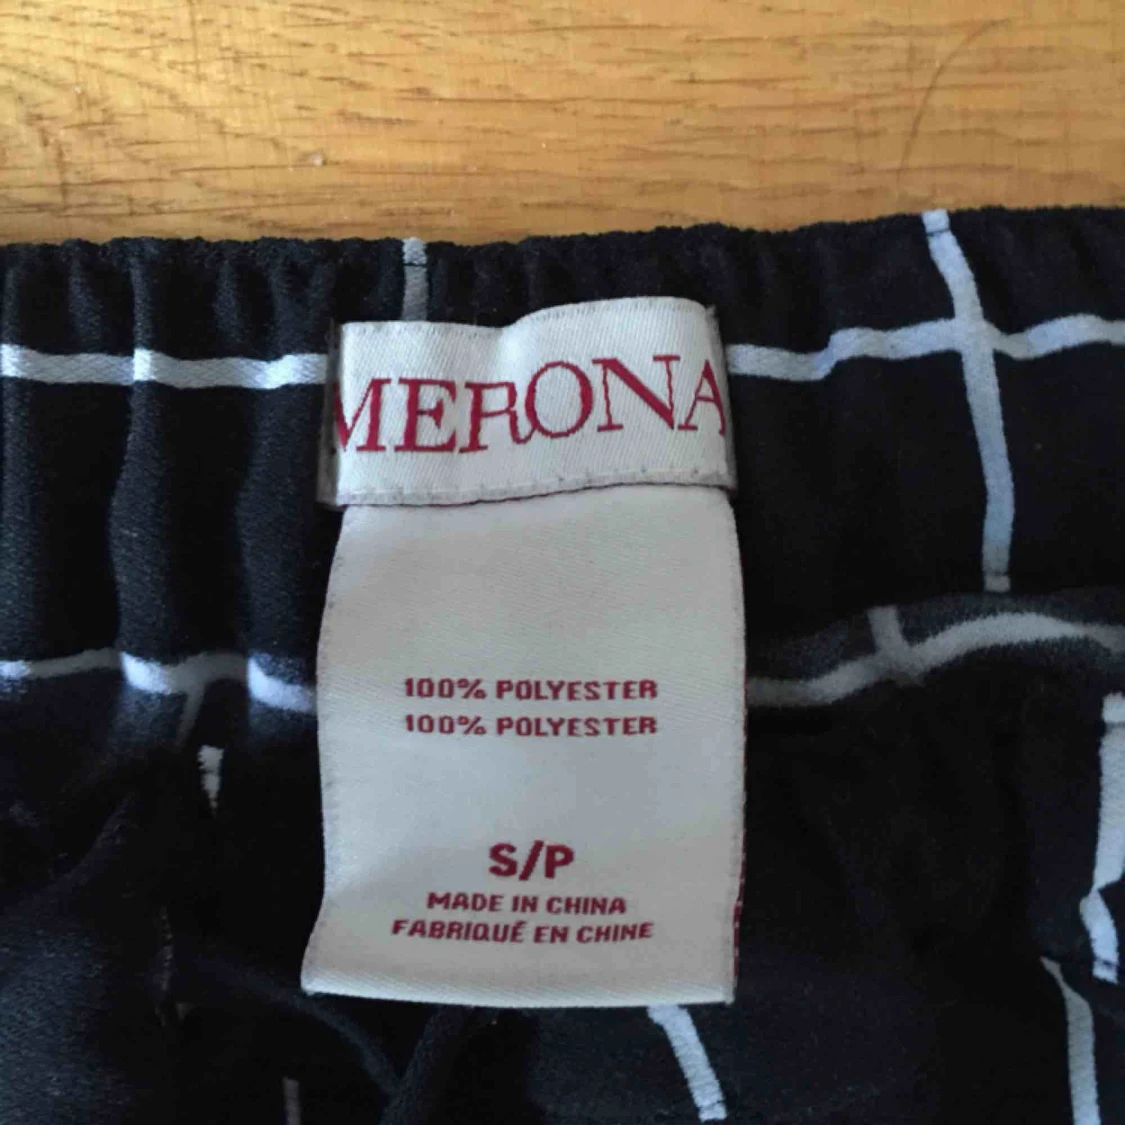 MERONA
100% POLYESTER
100% POLYESTER
S/P
MADE IN CHINA
FABRIQUÉ EN CHINE